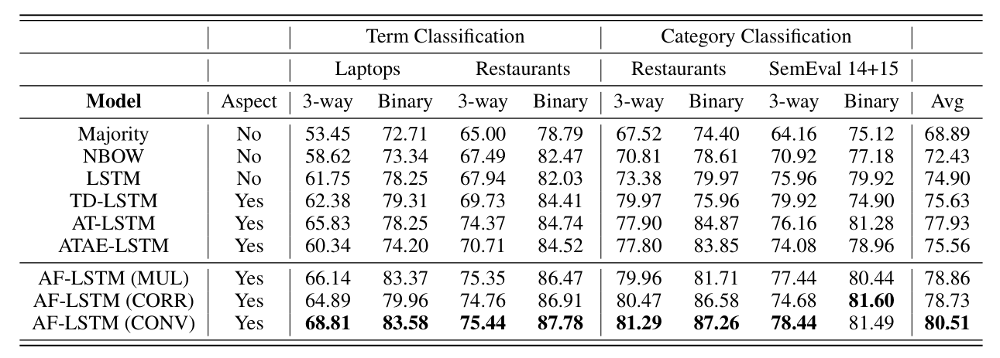 Term Classification Category Classification
Laptops Restaurants Restaurants SemEval 14+15
Model Aspect 3-way Binary 3-way Binary 3-way Binary 3-way Binary Avg
Majority No 53.45 72.71 65.00 78.79 67.52 74.40 64.16 75.12 68.89
NBOW No 58.62 73.34 67.49 82.47 70.81 78.61 70.92 77.18 72.43
LSTM No 61.75 78.25 67.94 82.03 73.38 79.97 75.96 79.92 74.90
TD-LSTM Yes 62.38 79.31 69.73 84.41 79.97 75.96 79.92 74.90 75.63
AT-LSTM Yes 65.83 78.25 74.37 84.74 77.90 84.87 76.16 81.28 77.93
ATAE-LSTM Yes 60.34 74.20 70.71 84.52 77.80 83.85 74.08 78.96 75.56
AF-LSTM (MUL) Yes 66.14 83.37 75.35 86.47 79.96 81.71 77.44 80.44 78.86
AF-LSTM (CORR) Yes 64.89 79.96 74.76 86.91 80.47 86.58 74.68 81.60 78.73
AF-LSTM (CONV) Yes 68.81 83.58 75.44 87.78 81.29 87.26 78.44 81.49 80.51